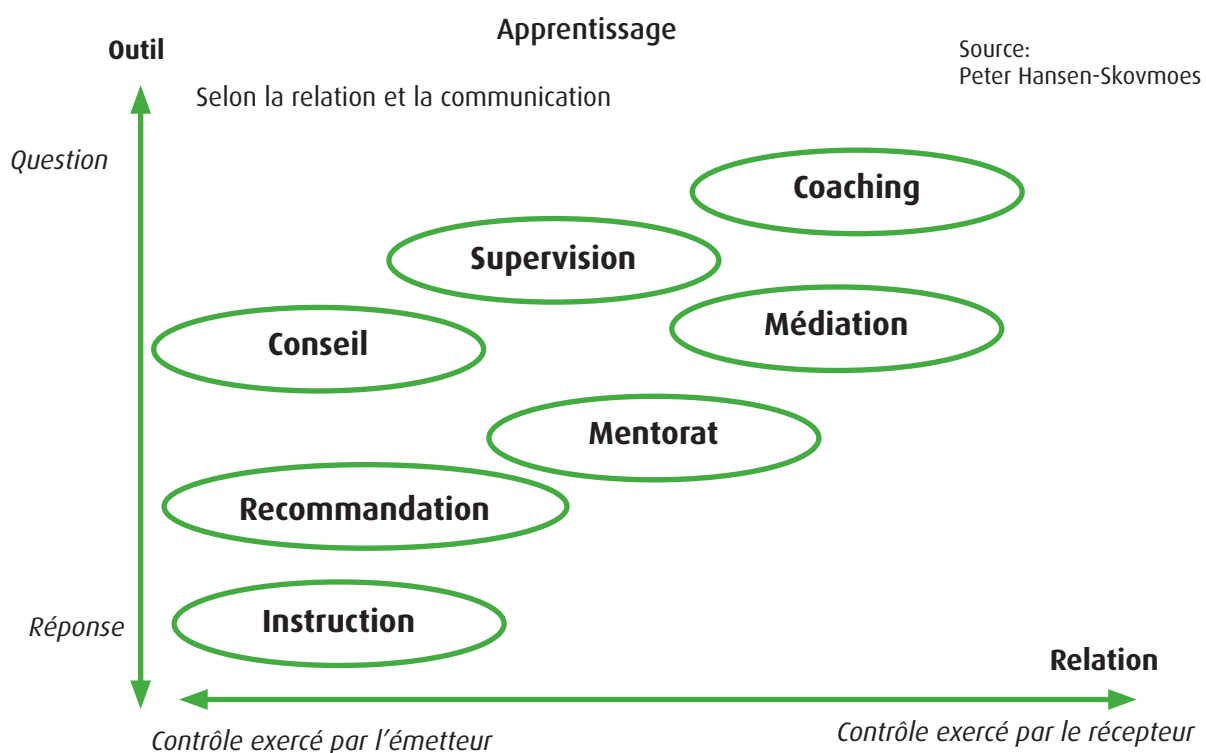 Apprentissage
Outil
Source:
Peter Hansen-Skovmoes
Selon la relation et la communication
Question
Coaching
Supervision
Médiation
Conseil
Mentorat
Recommandation
Instruction
Réponse
Relation
Contrôle exercé par l'émetteur
Contrôle exercé par le récepteur